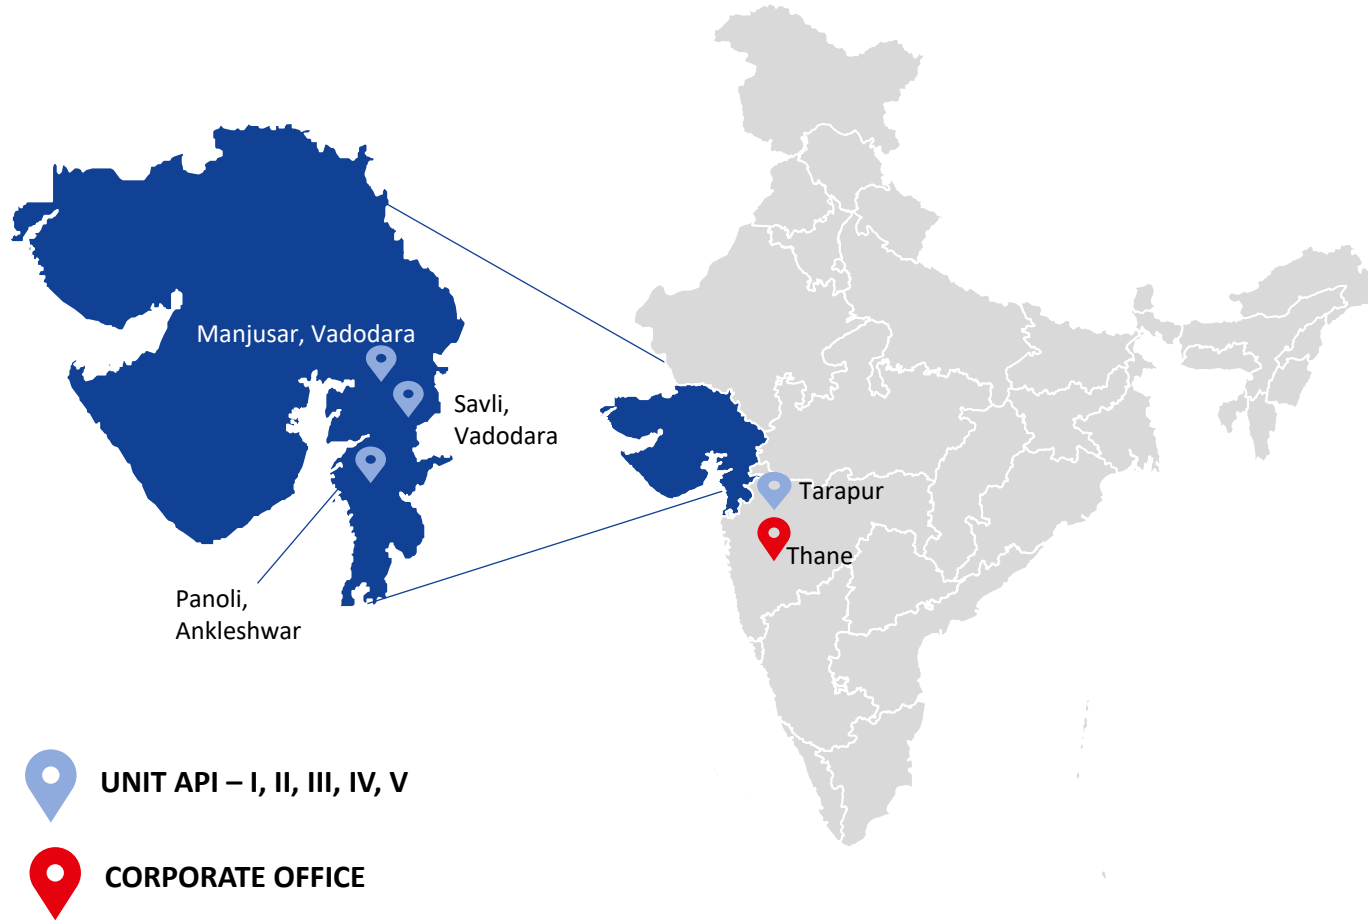 Manjusar, Vadodara
Savli,
Vadodara
Tarapur
Thane
Panoli,
Ankleshwar
UNIT API – I, II, III, IV, V
CORPORATE OFFICE